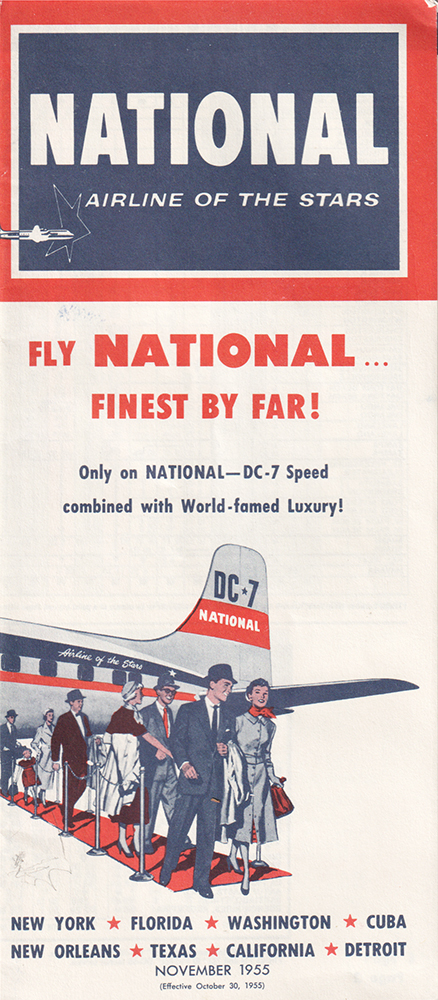 NATIONAL
AIRLINE OF THE STARS
FLY NATIONAL...
FINEST BY FAR!
Only on NATIONAL—DC-7 Speed
combined with World-famed Luxury!
DC★7
NATIONAL
Airline of the Stars
NEW YORK ★ FLORIDA ★ WASHINGTON ★ CUBA
NEW ORLEANS ★ TEXAS ★ CALIFORNIA ★ DETROIT
NOVEMBER 1955
(Effective October 30, 1955)